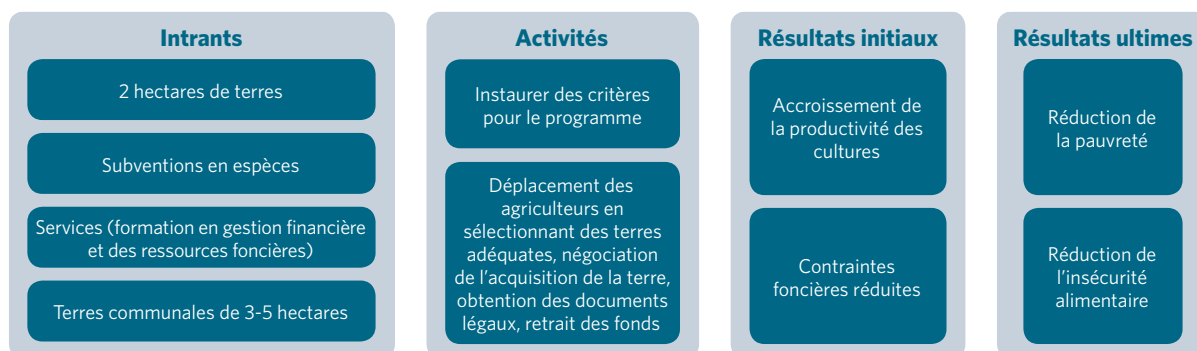 Intrants
2 hectares de terres
Subventions en espèces
Services (formation en gestion financière
et des ressources foncières)
Terres communales de 3-5 hectares
Activités
Instaurer des critères
pour le programme
Déplacement des
agriculteurs en
sélectionnant des terres
adéquates, négociation
de l’acquisition de la terre,
obtention des documents
légaux, retrait des fonds
Résultats initiaux
Accroissement de
la productivité des
cultures
Contraintes
foncières réduites
Résultats ultimes
Réduction de
la pauvreté
Réduction de
l’insécurité
alimentaire